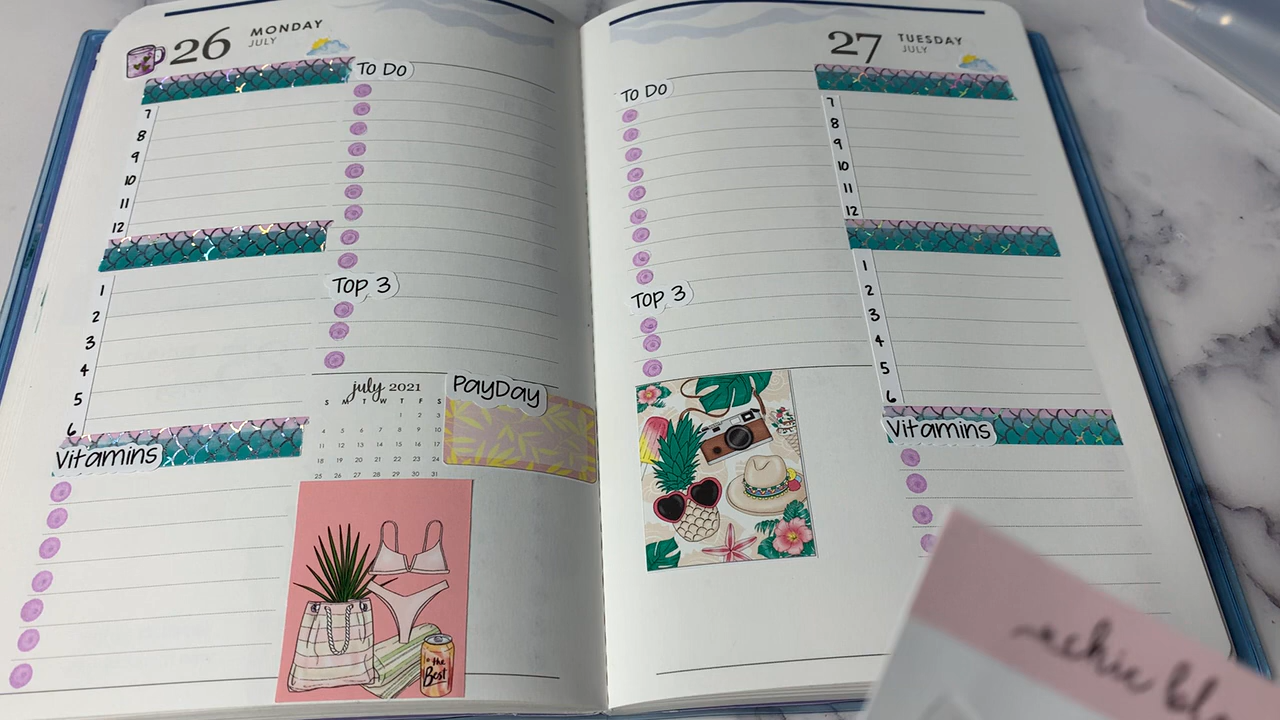 26 MONDAY
JULY
To Do
7
8
9
10
11
12
1
2
3
4
5
6
Top 3
july 2021
S M T W T F S
1 2 3
4 5 6 7 8 9 10
11 12 13 14 15 16 17
18 19 20 21 22 23 24
25 26 27 28 29 30 31
PayDay
Vitamins
the
Best
27 TUESDAY
JULY
To Do
7
8
9
10
11
12
Top 3
1
2
3
4
5
6
Vitamins
chic